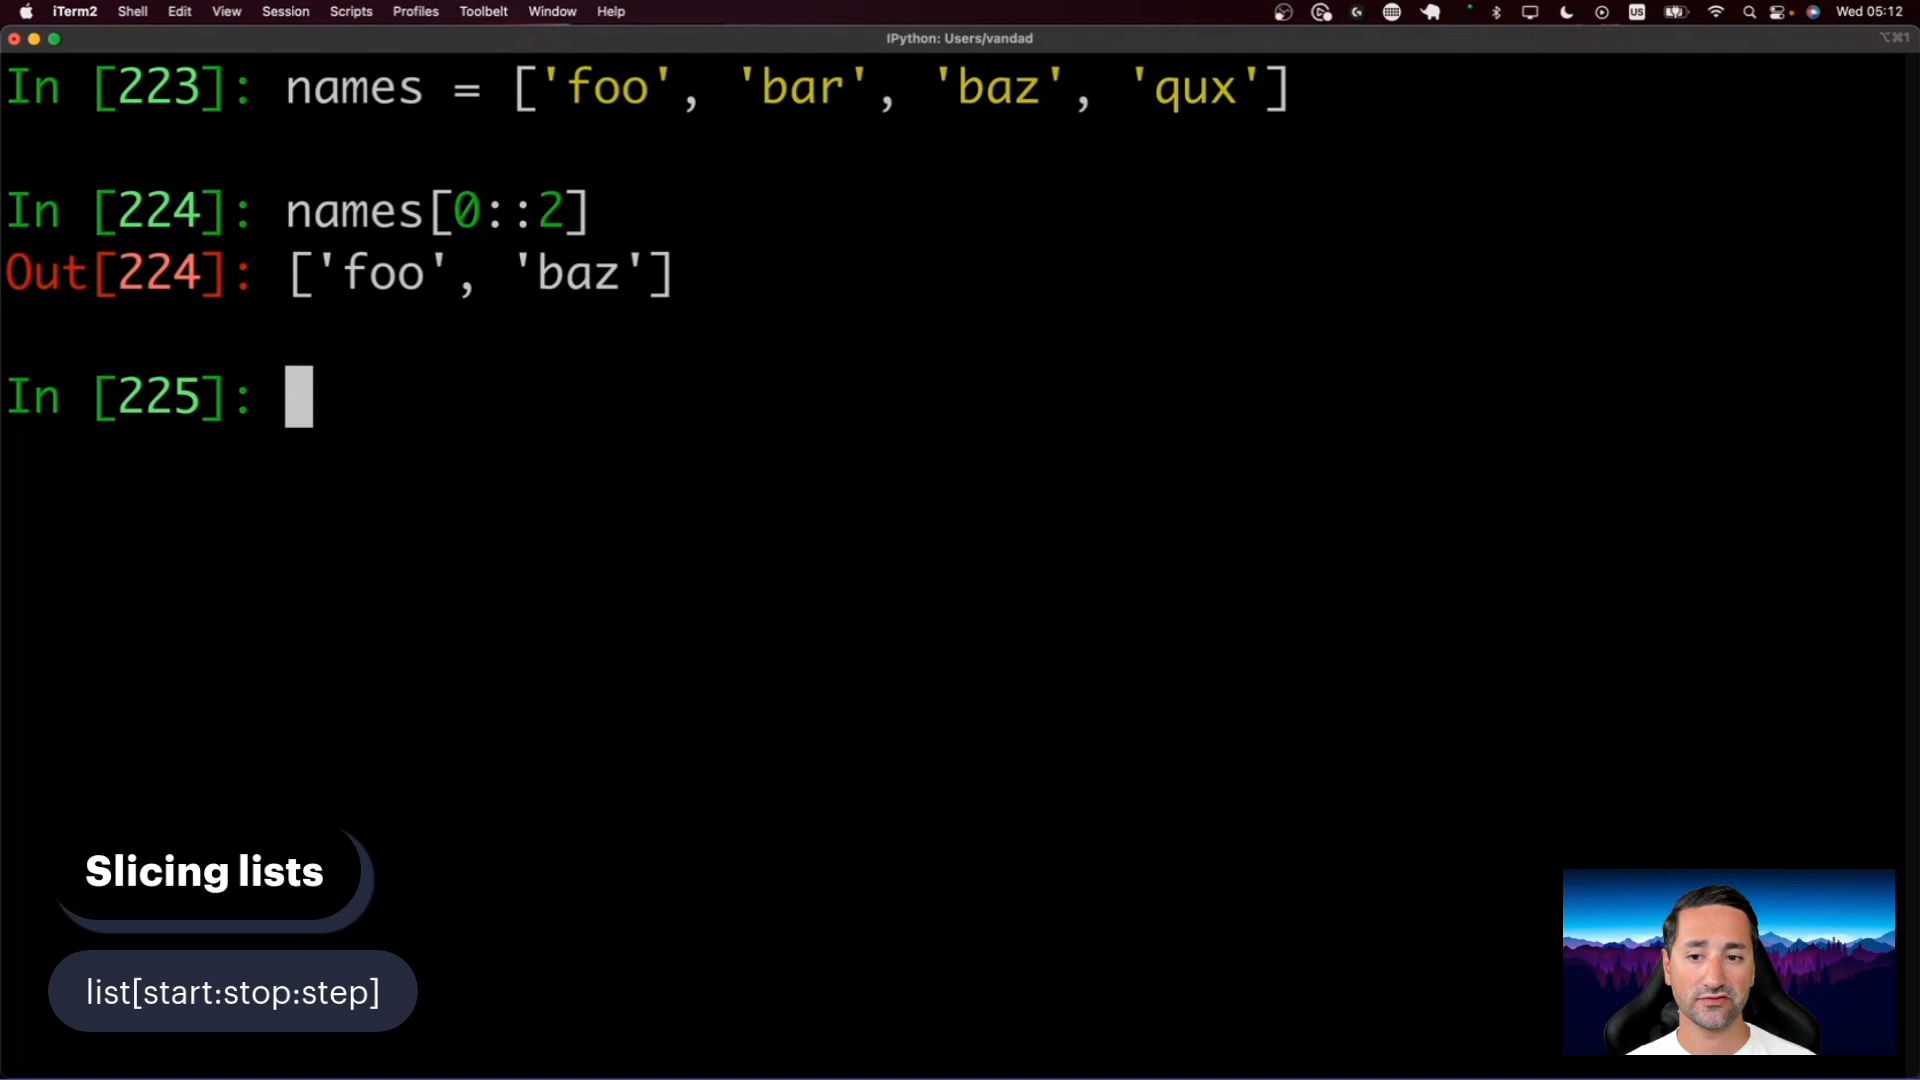 iTerm2 Shell Edit View Session Scripts Profiles Toolbelt Window Help US Wed 05:12
IPython: Users/vandad ⌥⌘1
In [223]: names = ['foo', 'bar', 'baz', 'qux']
In [224]: names[0::2]
Out[224]: ['foo', 'baz']
In [225]:
Slicing lists
list[start:stop:step]